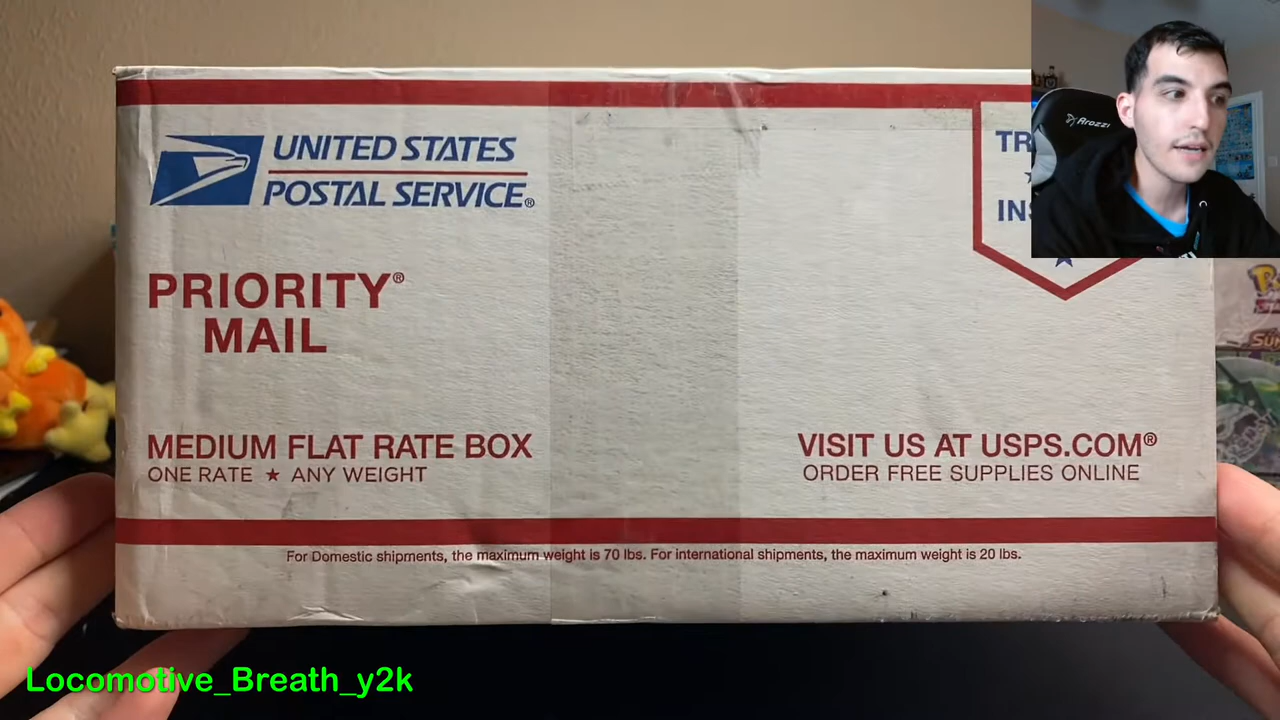 UNITED STATES
POSTAL SERVICE®
PRIORITY®
MAIL
MEDIUM FLAT RATE BOX
ONE RATE ★ ANY WEIGHT
VISIT US AT USPS.COM®
ORDER FREE SUPPLIES ONLINE
For Domestic shipments, the maximum weight is 70 lbs. For international shipments, the maximum weight is 20 lbs.
Arozzi
Locomotive_Breath_y2k